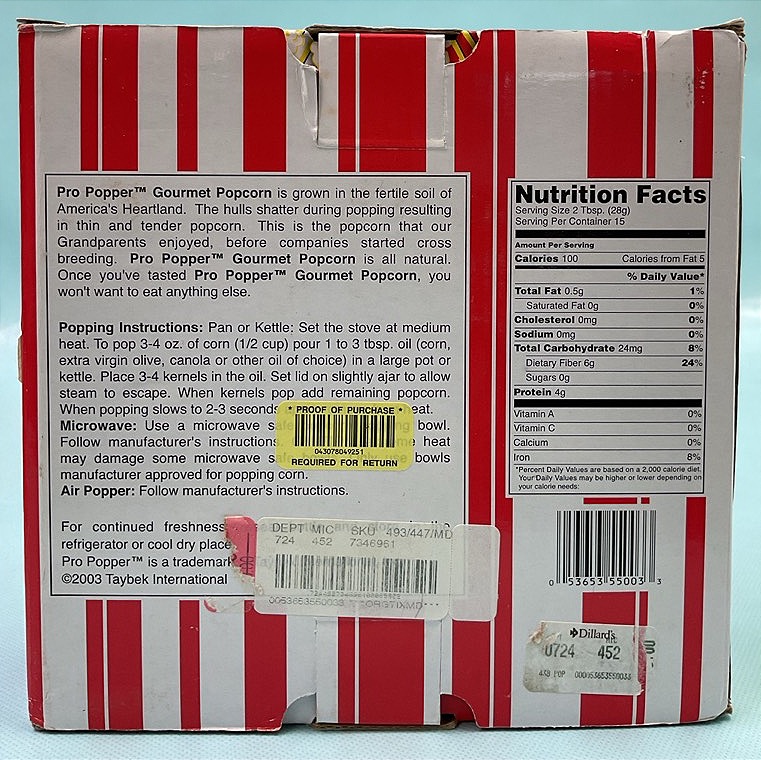 Pro Popper™ Gourmet Popcorn is grown in the fertile soil of
America's Heartland. The hulls shatter during popping resulting
in thin and tender popcorn. This is the popcorn that our
Grandparents enjoyed, before companies started cross
breeding. Pro Popper™ Gourmet Popcorn is all natural.
Once you've tasted Pro Popper™ Gourmet Popcorn, you
won't want to eat anything else.
Popping Instructions: Pan or Kettle: Set the stove at medium
heat. To pop 3-4 oz. of corn (1/2 cup) pour 1 to 3 tbsp. oil (corn,
extra virgin olive, canola or other oil of choice) in a large pot or
kettle. Place 3-4 kernels in the oil. Set lid on slightly ajar to allow
steam to escape. When kernels pop add remaining popcorn.
When popping slows to 2-3 seconds eat.
Microwave: Use a microwave safe bowl.
Follow manufacturer's instructions. heat
may damage some microwave bowls
manufacturer approved for popping corn.
Air Popper: Follow manufacturer's instructions.
For continued freshness
refrigerator or cool dry place
Pro Popper™ is a trademark
©2003 Taybek International
* PROOF OF PURCHASE *
043078049251
REQUIRED FOR RETURN
DEPT MIC SKU 493/447/MD
724 452 7346961
Nutrition Facts
Serving Size 2 Tbsp. (28g)
Serving Per Container 15
Amount Per Serving
Calories 100 Calories from Fat 5
% Daily Value*
Total Fat 0.5g 1%
Saturated Fat 0g 0%
Cholesterol 0mg 0%
Sodium 0mg 0%
Total Carbohydrate 24mg 8%
Dietary Fiber 6g 24%
Sugars 0g
Protein 4g
Vitamin A 0%
Vitamin C 0%
Calcium 0%
Iron 8%
*Percent Daily Values are based on a 2,000 calorie diet.
Your Daily Values may be higher or lower depending on
your calorie needs:
0 53653 55003 3
Dillard's
0724 452
POP 000053653550033